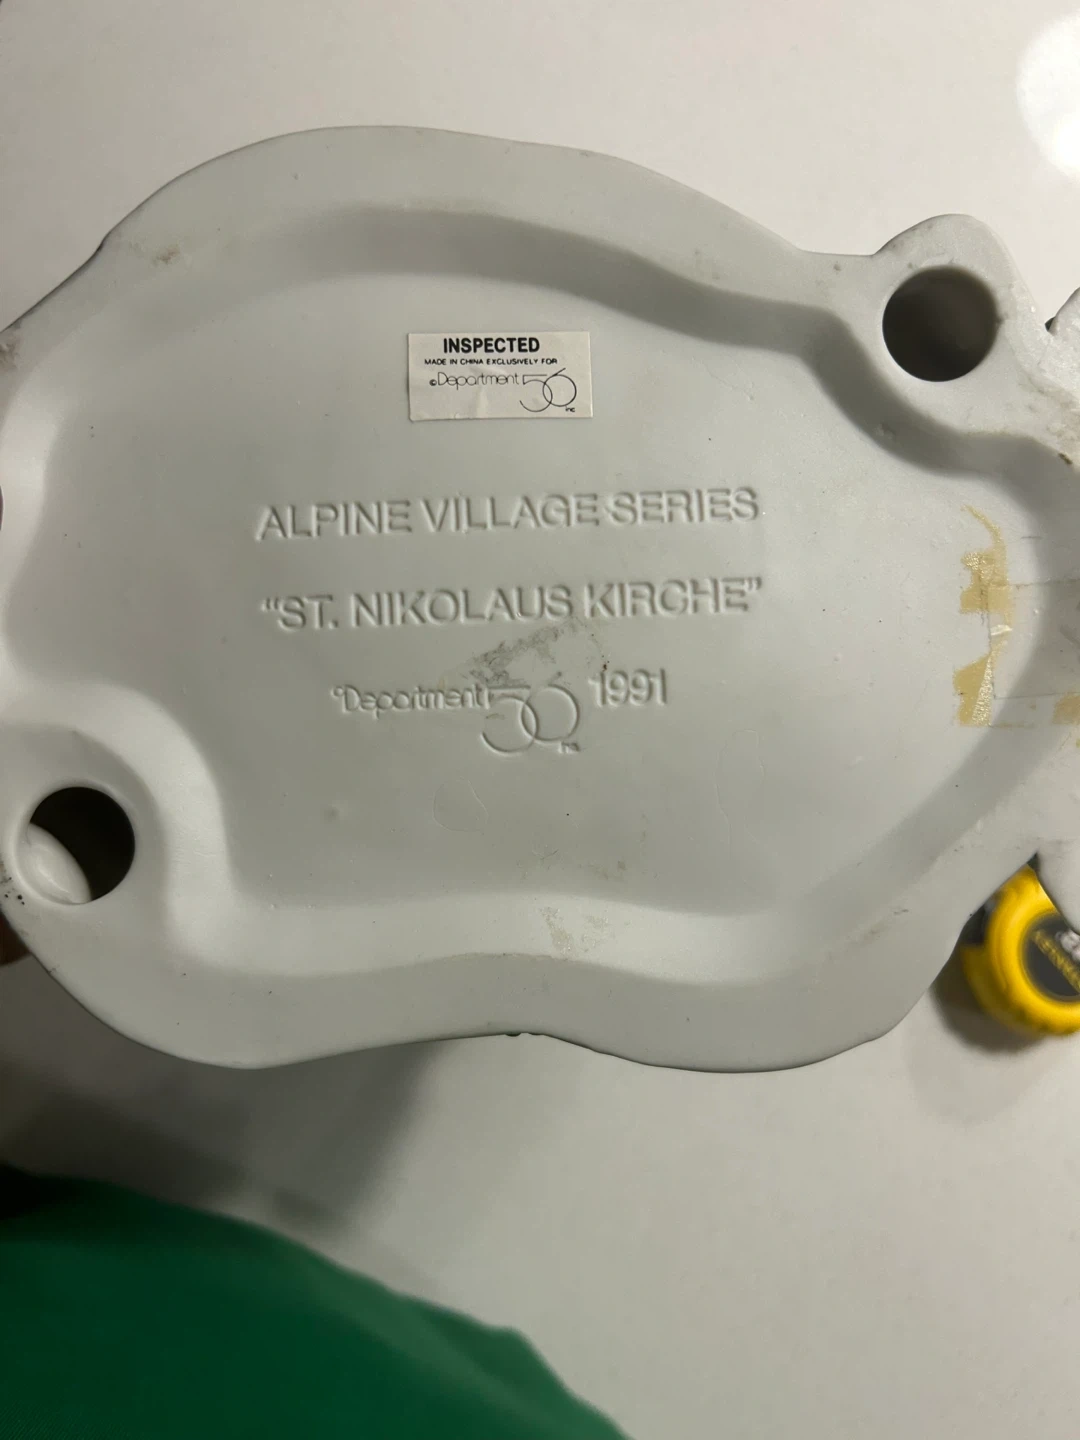 INSPECTED
MADE IN CHINA EXCLUSIVELY FOR
©Department 56 inc
ALPINE VILLAGE SERIES
“ST. NIKOLAUS KIRCHE”
©Department 56 inc 1991